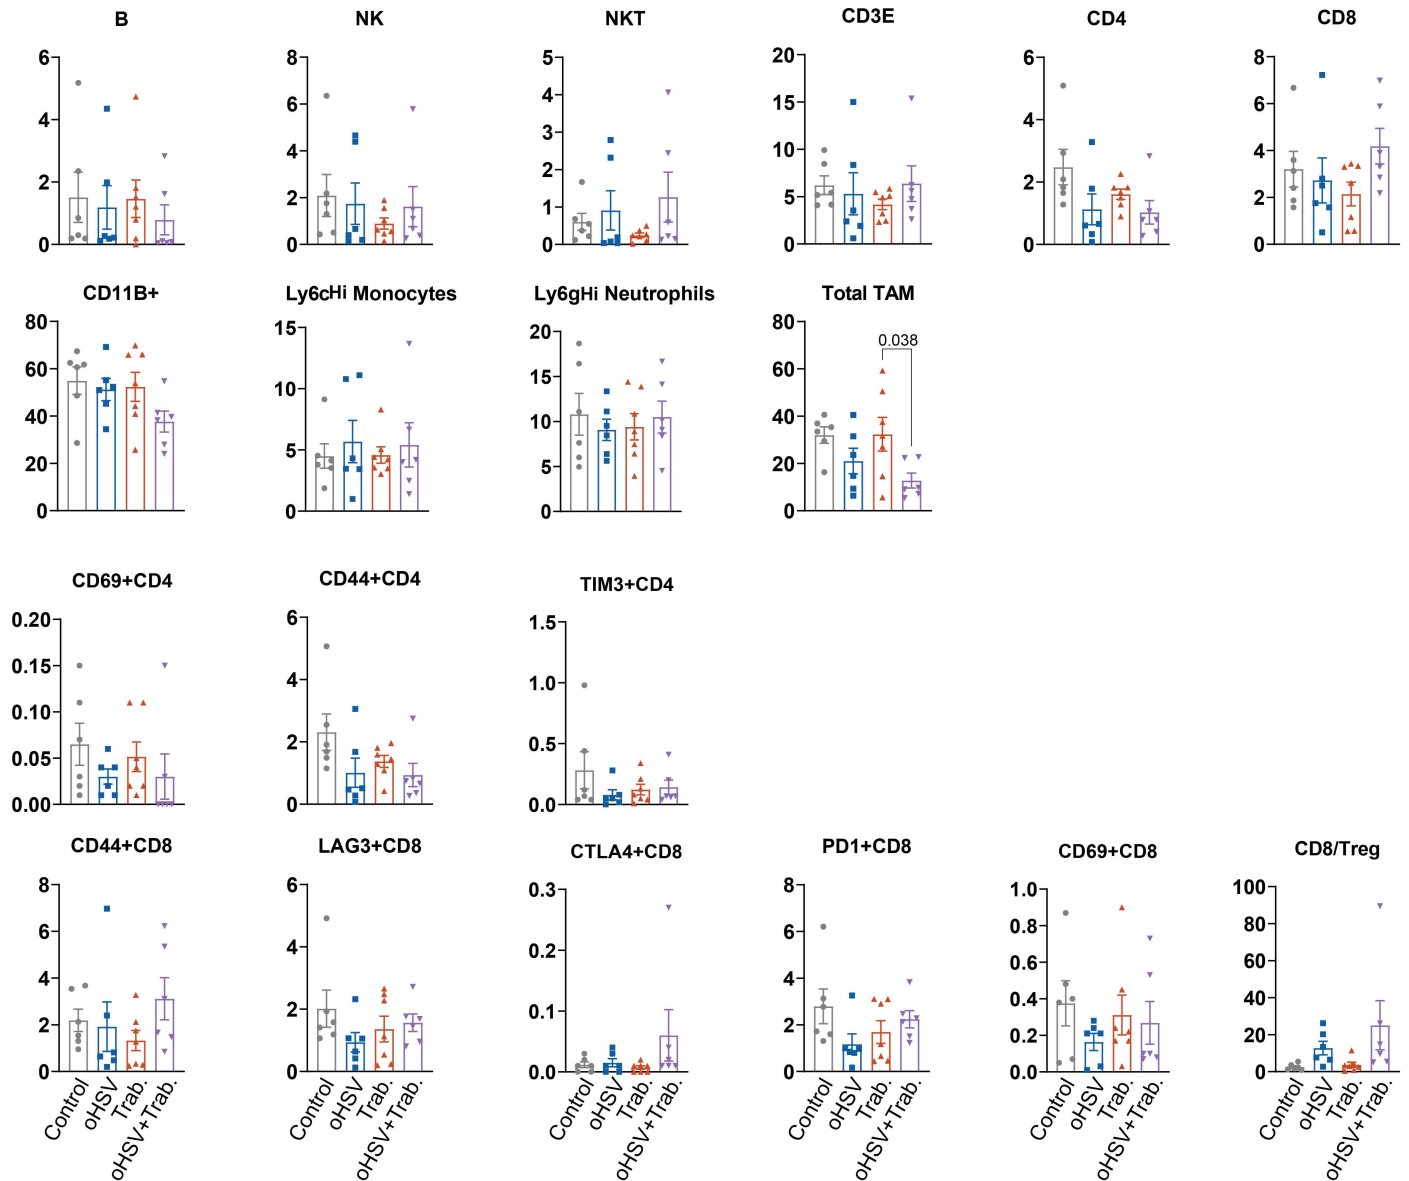 B
NK
NKT
CD3E
CD4
CD8
6
4
2
0
8
6
4
2
0
5
4
3
2
1
0
20
15
10
5
0
6
4
2
0
8
6
4
2
0
CD11B+
Ly6cHi Monocytes
Ly6gHi Neutrophils
Total TAM
80
60
40
20
0
15
10
5
0
20
15
10
5
0
80
60
40
20
0
0.038
CD69+CD4
CD44+CD4
TIM3+CD4
0.20
0.15
0.10
0.05
0.00
6
4
2
0
1.5
1.0
0.5
0.0
CD44+CD8
LAG3+CD8
CTLA4+CD8
PD1+CD8
CD69+CD8
CD8/Treg
8
6
4
2
0
6
4
2
0
0.3
0.2
0.1
0.0
8
6
4
2
0
1.0
0.8
0.6
0.4
0.2
0.0
100
80
60
40
20
0
Control
oHSV
Trab.
oHSV+Trab.
Control
oHSV
Trab.
oHSV+Trab.
Control
oHSV
Trab.
oHSV+Trab.
Control
oHSV
Trab.
oHSV+Trab.
Control
oHSV
Trab.
oHSV+Trab.
Control
oHSV
Trab.
oHSV+Trab.